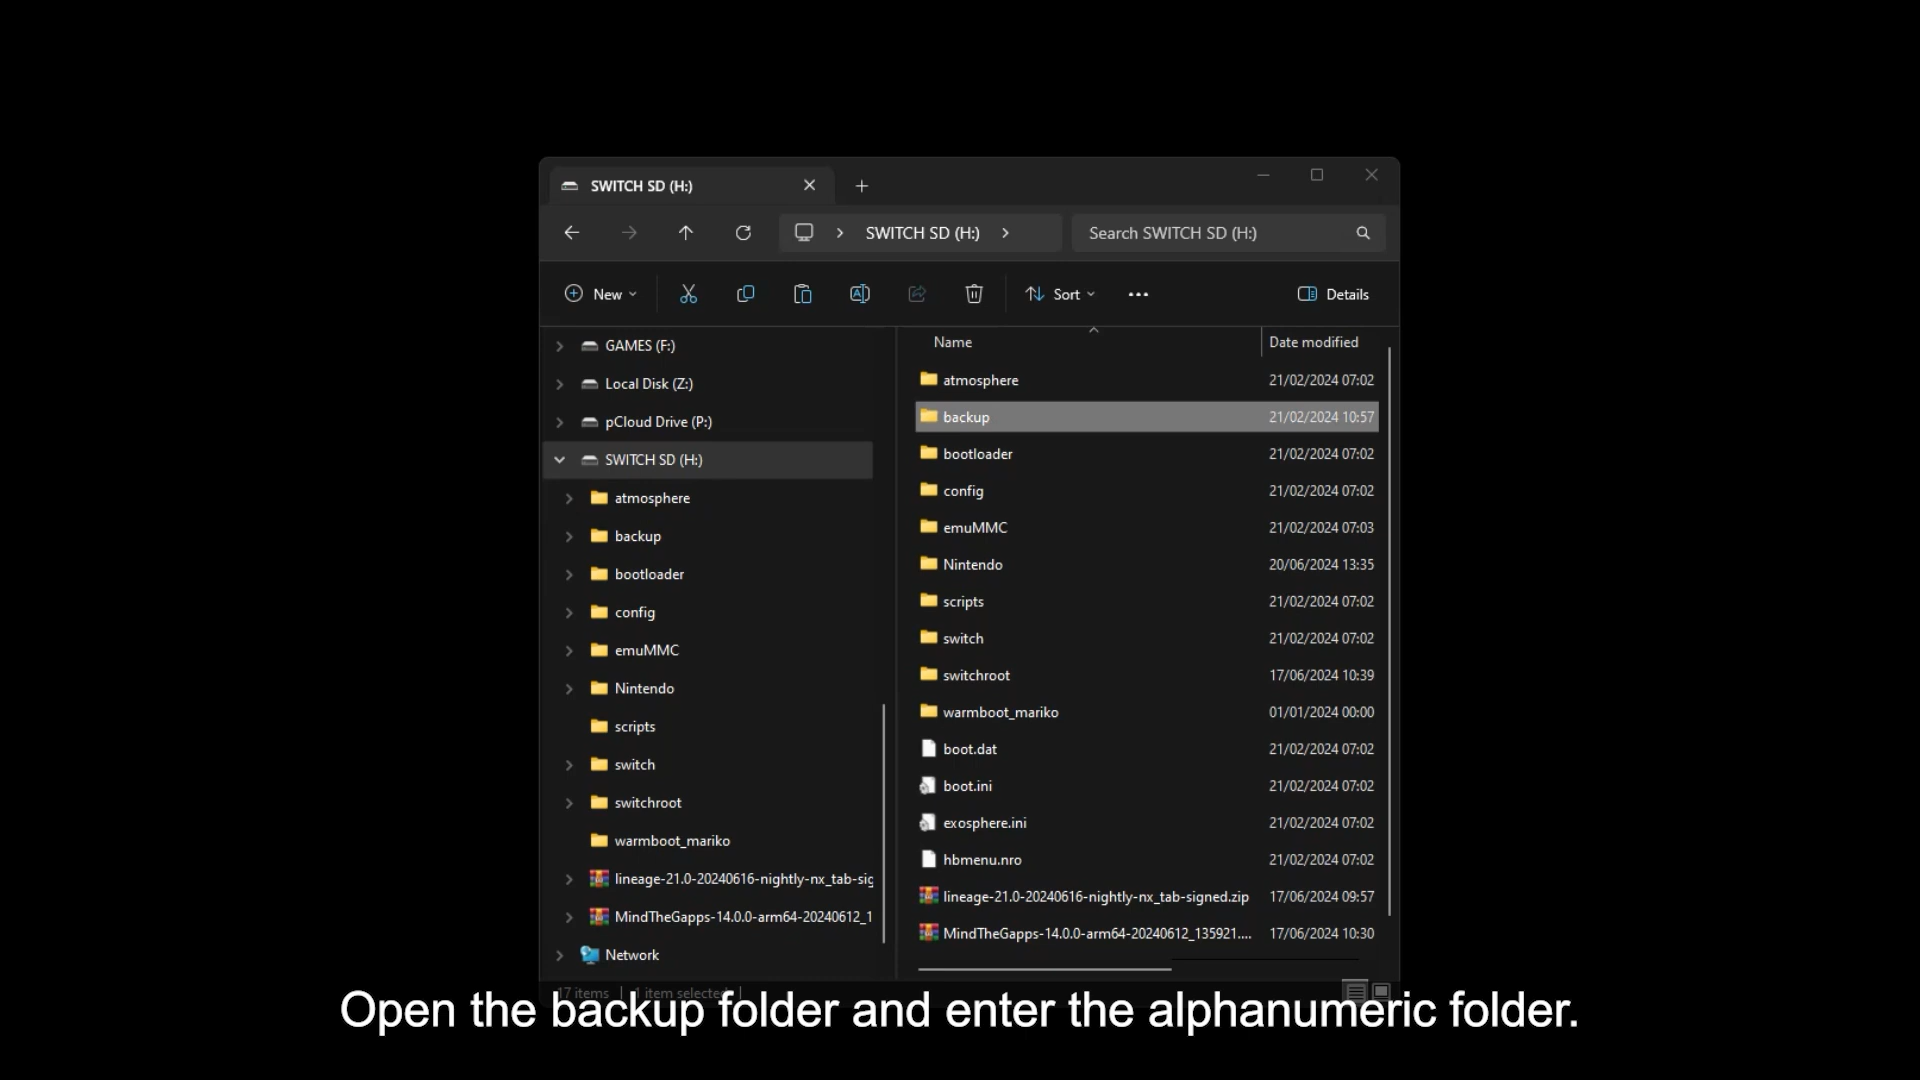 SWITCH SD (H:)
SWITCH SD (H:)
Search SWITCH SD (H:)
New
Sort
Details
GAMES (F:)
Local Disk (Z:)
pCloud Drive (P:)
SWITCH SD (H:)
atmosphere
backup
bootloader
config
emuMMC
Nintendo
scripts
switch
switchroot
warmboot_mariko
lineage-21.0-20240616-nightly-nx_tab-sig
MindTheGapps-14.0.0-arm64-20240612_1
Network
Name Date modified
atmosphere 21/02/2024 07:02
backup 21/02/2024 10:57
bootloader 21/02/2024 07:02
config 21/02/2024 07:02
emuMMC 21/02/2024 07:03
Nintendo 20/06/2024 13:35
scripts 21/02/2024 07:02
switch 21/02/2024 07:02
switchroot 17/06/2024 10:39
warmboot_mariko 01/01/2024 00:00
boot.dat 21/02/2024 07:02
boot.ini 21/02/2024 07:02
exosphere.ini 21/02/2024 07:02
hbmenu.nro 21/02/2024 07:02
lineage-21.0-20240616-nightly-nx_tab-signed.zip 17/06/2024 09:57
MindTheGapps-14.0.0-arm64-20240612_135921.... 17/06/2024 10:30
17 items 1 item selected
Open the backup folder and enter the alphanumeric folder.